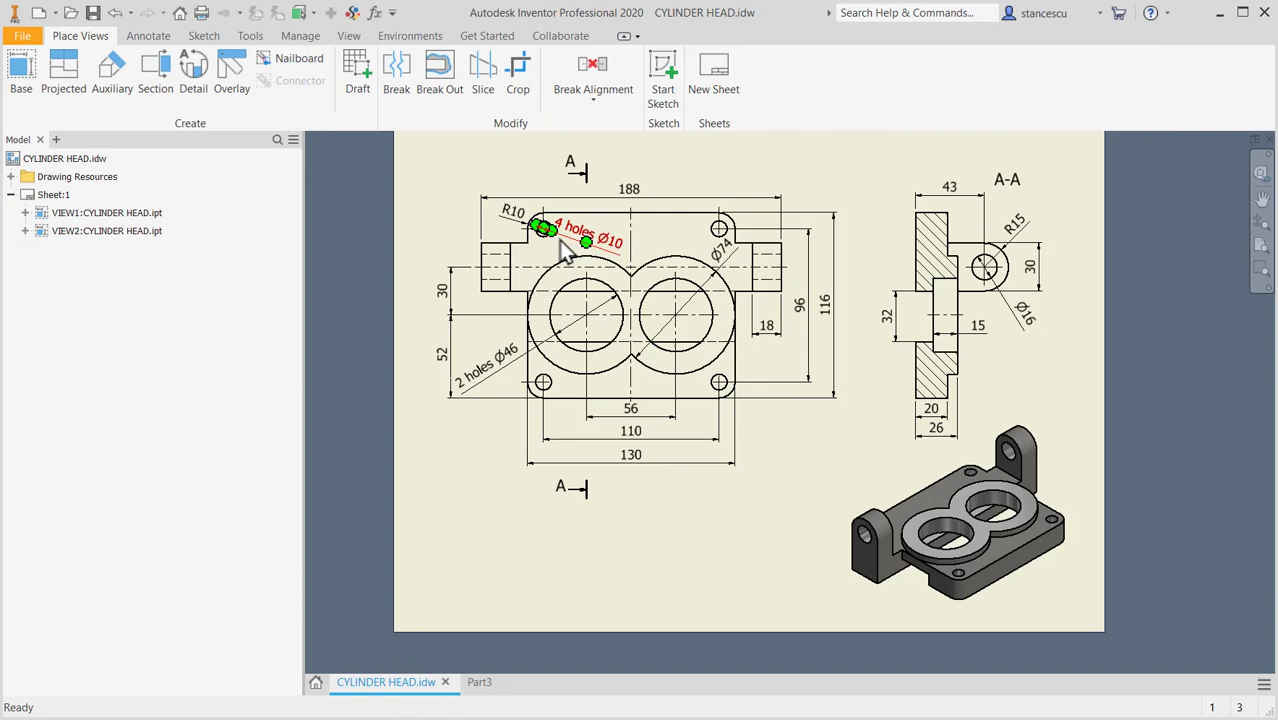 PRO
Autodesk Inventor Professional 2020 CYLINDER HEAD.idw
Search Help & Commands...
stancescu
File Place Views Annotate Sketch Tools Manage View Environments Get Started Collaborate
Base
Projected
Auxiliary
Section
Detail
Overlay
Nailboard
Connector
Draft
Break
Break Out
Slice
Crop
Break Alignment
Start
Sketch
New Sheet
Create
Modify
Sketch
Sheets
Model
CYLINDER HEAD.idw
Drawing Resources
Sheet:1
VIEW1:CYLINDER HEAD.ipt
VIEW2:CYLINDER HEAD.ipt
A
188
R10
4 holes Ø10
Ø74
30
52
2 holes Ø46
18
96
116
56
110
130
A
A-A
43
R15
30
Ø16
32
15
20
26
CYLINDER HEAD.idw
Part3
Ready
1 3